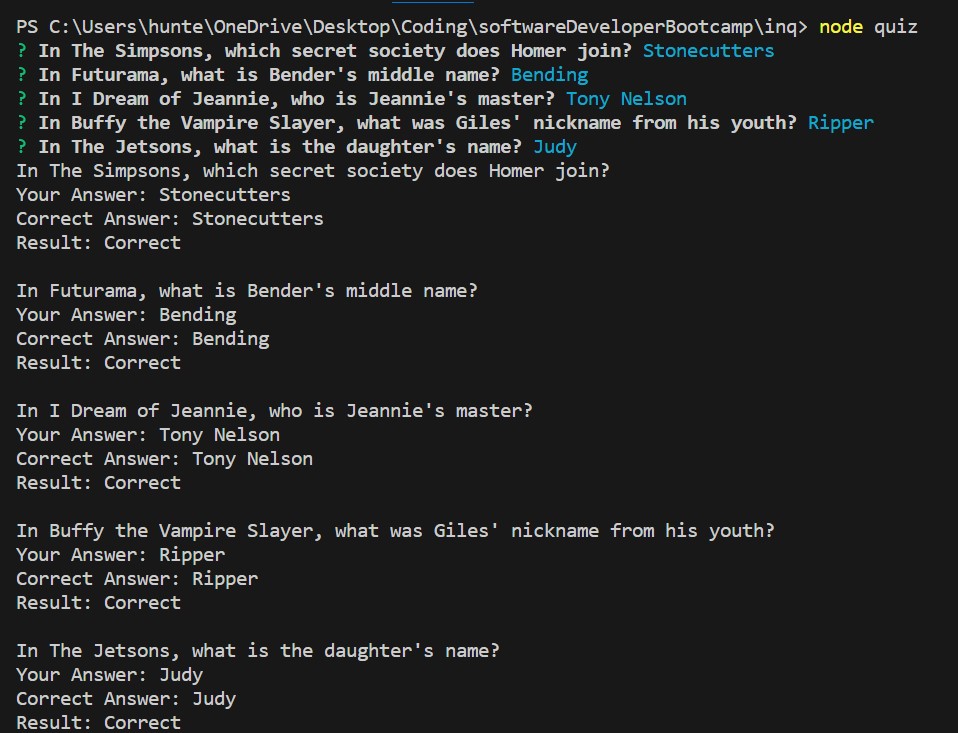 PS C:\Users\hunte\OneDrive\Desktop\Coding\softwareDeveloperBootcamp\inq> node quiz
? In The Simpsons, which secret society does Homer join? Stonecutters
? In Futurama, what is Bender's middle name? Bending
? In I Dream of Jeannie, who is Jeannie's master? Tony Nelson
? In Buffy the Vampire Slayer, what was Giles' nickname from his youth? Ripper
? In The Jetsons, what is the daughter's name? Judy
In The Simpsons, which secret society does Homer join?
Your Answer: Stonecutters
Correct Answer: Stonecutters
Result: Correct

In Futurama, what is Bender's middle name?
Your Answer: Bending
Correct Answer: Bending
Result: Correct

In I Dream of Jeannie, who is Jeannie's master?
Your Answer: Tony Nelson
Correct Answer: Tony Nelson
Result: Correct

In Buffy the Vampire Slayer, what was Giles' nickname from his youth?
Your Answer: Ripper
Correct Answer: Ripper
Result: Correct

In The Jetsons, what is the daughter's name?
Your Answer: Judy
Correct Answer: Judy
Result: Correct